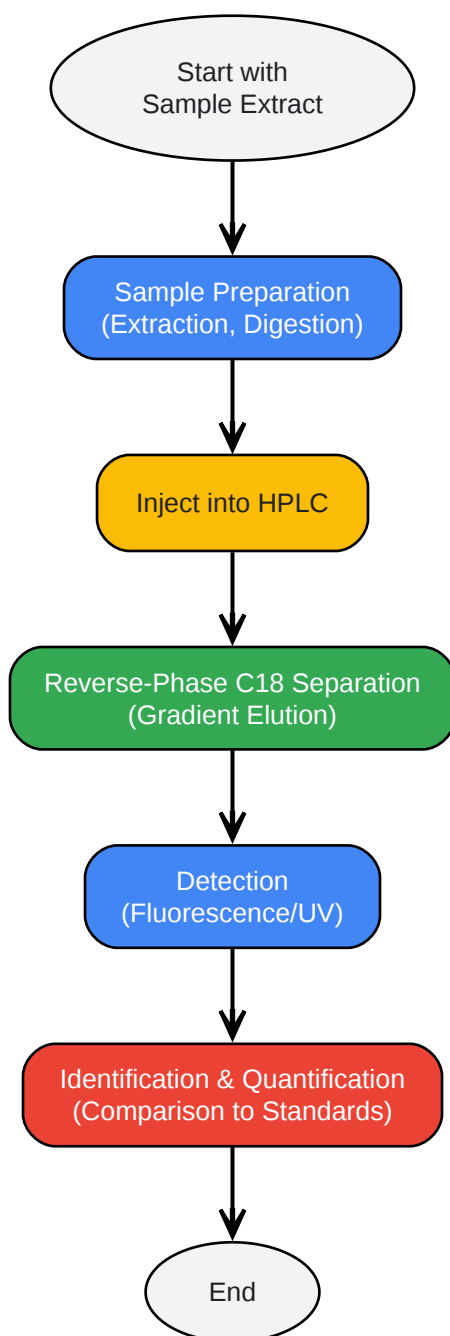 Start with
Sample Extract
Sample Preparation
(Extraction, Digestion)
Inject into HPLC
Reverse-Phase C18 Separation
(Gradient Elution)
Detection
(Fluorescence/UV)
Identification & Quantification
(Comparison to Standards)
End